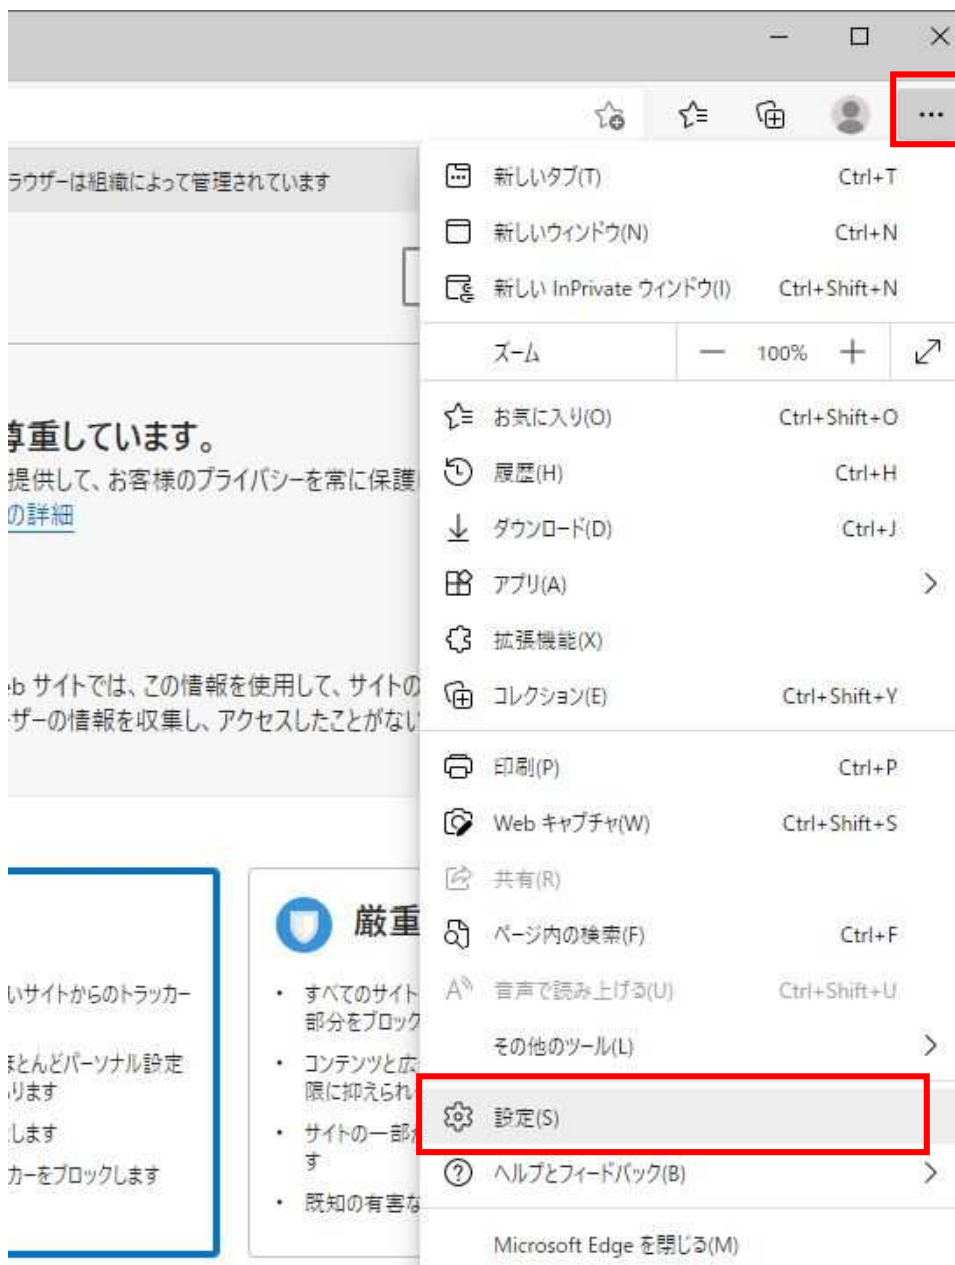 ラウザーは組織によって管理されています
尊重しています。
提供して、お客様のプライバシーを常に保護
の詳細
eb サイトでは、この情報を使用して、サイトの
ーザーの情報を収集し、アクセスしたことがない
いサイトからのトラッカー
ほとんどパーソナル設定
ります
します
カーをブロックします
厳重
• すべてのサイト
部分をブロック
• コンテンツと広
限に抑えられ
• サイトの一部
す
• 既知の有害な
新しいタブ(T) Ctrl+T
新しいウィンドウ(N) Ctrl+N
新しい InPrivate ウィンドウ(I) Ctrl+Shift+N
ズーム — 100% +
お気に入り(O) Ctrl+Shift+O
履歴(H) Ctrl+H
ダウンロード(D) Ctrl+J
アプリ(A)
拡張機能(X)
コレクション(E) Ctrl+Shift+Y
印刷(P) Ctrl+P
Web キャプチャ(W) Ctrl+Shift+S
共有(R)
ページ内の検索(F) Ctrl+F
音声で読み上げる(U) Ctrl+Shift+U
その他のツール(L)
設定(S)
ヘルプとフィードバック(B)
Microsoft Edge を閉じる(M)